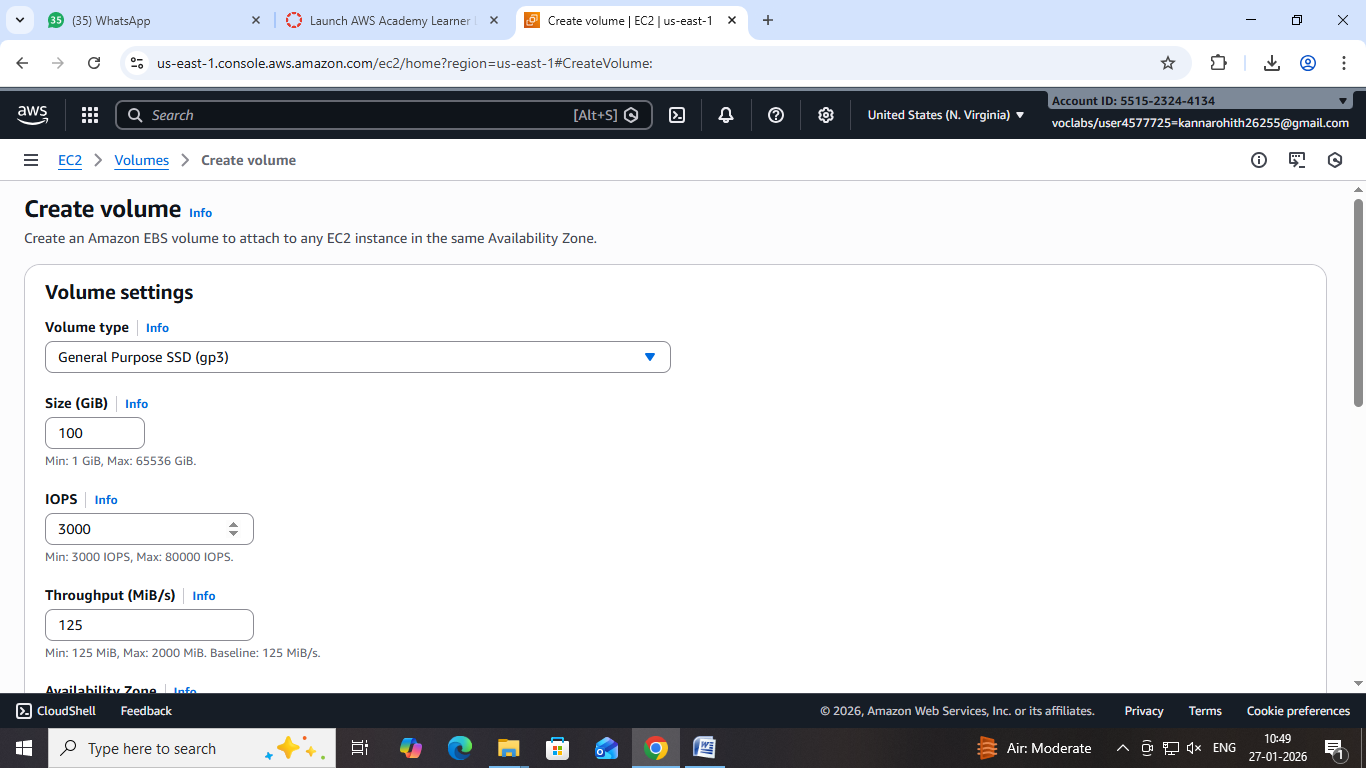 35
(35) WhatsApp
Launch AWS Academy Learner L
Create volume | EC2 | us-east-1
us-east-1.console.aws.amazon.com/ec2/home?region=us-east-1#CreateVolume:
aws
Search
[Alt+S]
United States (N. Virginia)
Account ID: 5515-2324-4134
voclabs/user4577725=kannarohith26255@gmail.com
EC2
Volumes
Create volume
Create volume Info
Create an Amazon EBS volume to attach to any EC2 instance in the same Availability Zone.
Volume settings
Volume type Info
General Purpose SSD (gp3)
Size (GiB) Info
100
Min: 1 GiB, Max: 65536 GiB.
IOPS Info
3000
Min: 3000 IOPS, Max: 80000 IOPS.
Throughput (MiB/s) Info
125
Min: 125 MiB, Max: 2000 MiB. Baseline: 125 MiB/s.
Availability Zone Info
CloudShell
Feedback
© 2026, Amazon Web Services, Inc. or its affiliates.
Privacy
Terms
Cookie preferences
Type here to search
Air: Moderate
ENG
10:49
27-01-2026
1